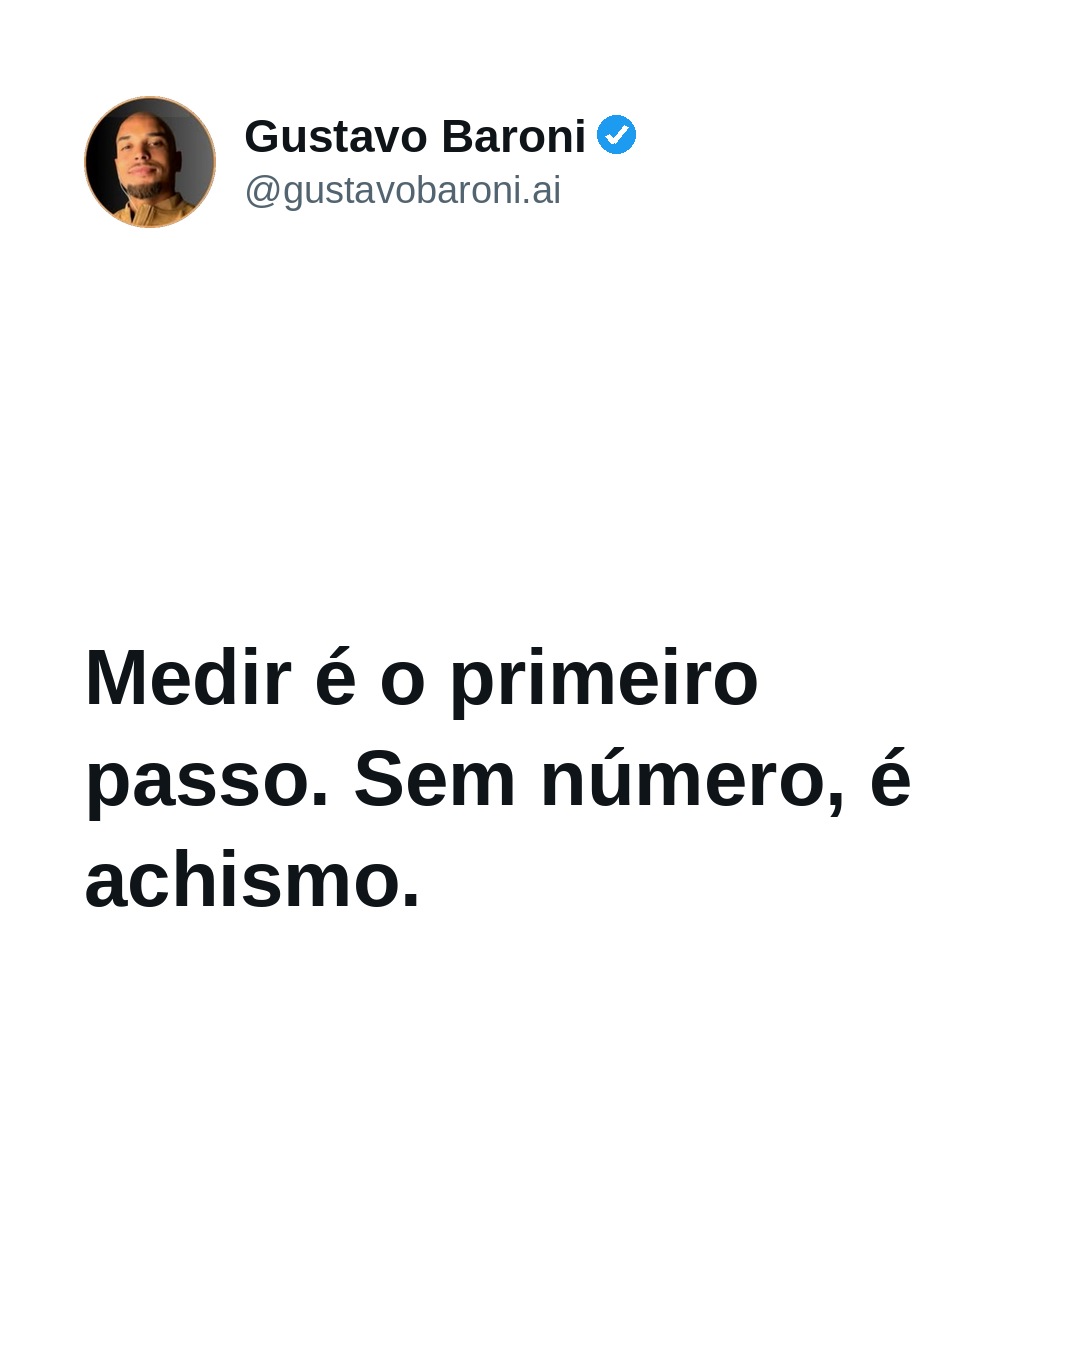 Gustavo Baroni
@gustavobaroni.ai
Medir é o primeiro
passo. Sem número, é
achismo.